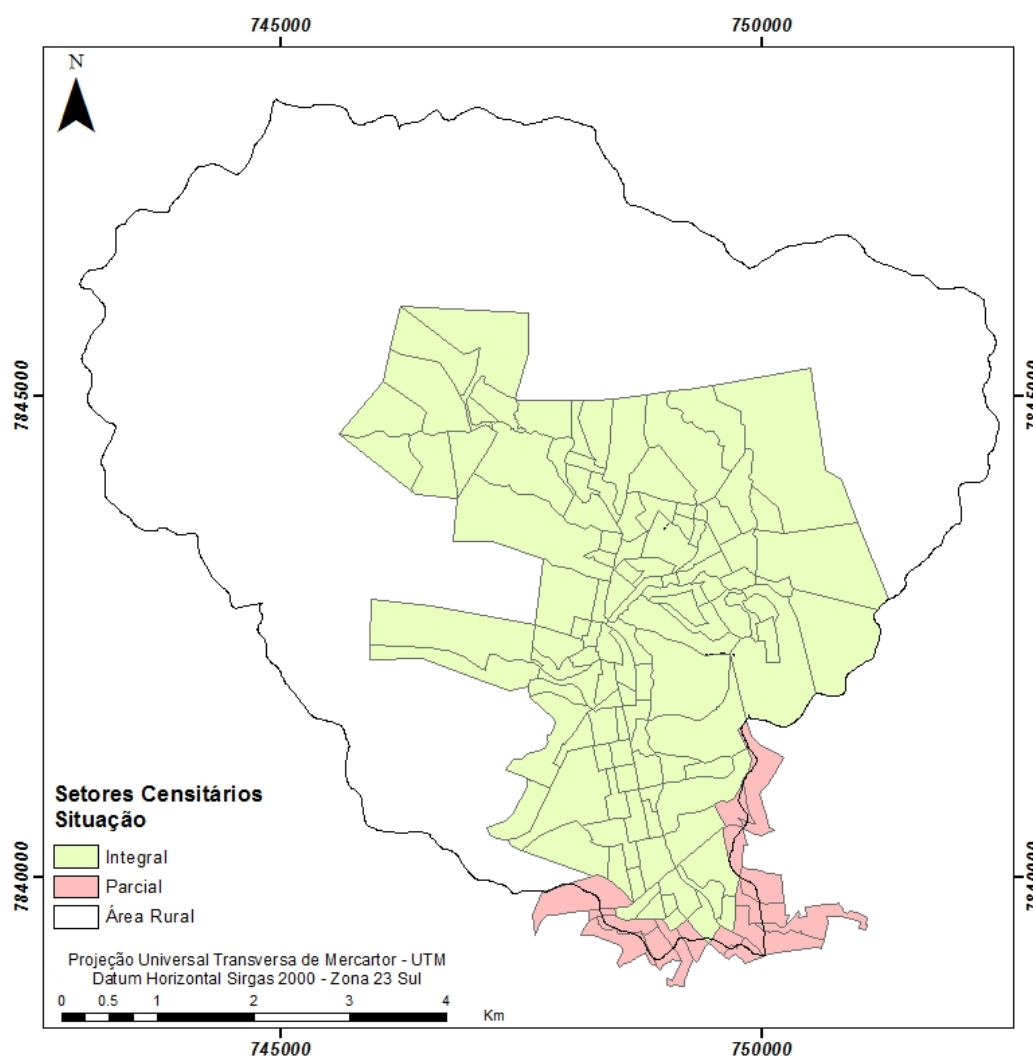 745000
750000
N
7845000
7845000
Setores Censitários
Situação
Integral
Parcial
Área Rural
7840000
7840000
Projeção Universal Transversa de Mercartor - UTM
Datum Horizontal Sirgas 2000 - Zona 23 Sul
0 0.5 1 2 3 4
Km
745000
750000